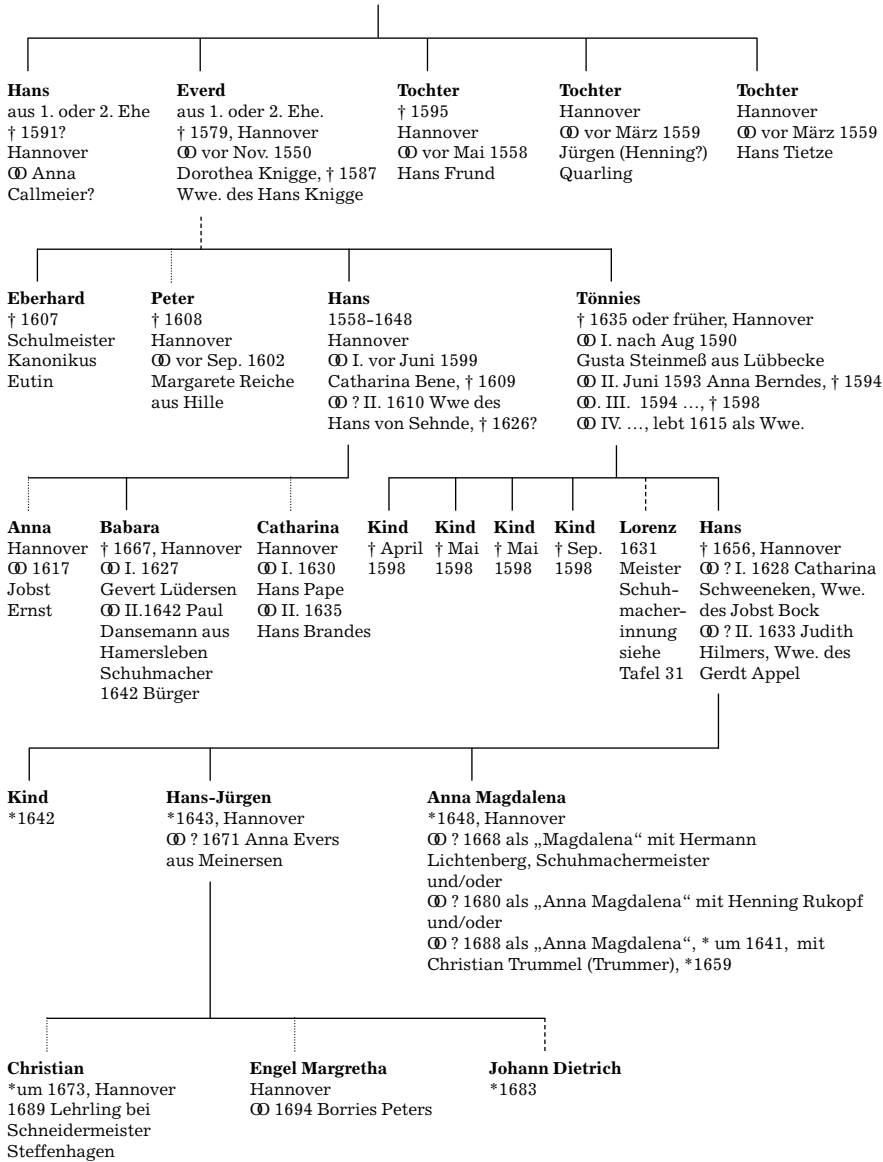 Hans
aus 1. oder 2. Ehe
† 1591?
Hannover
⚭ Anna
Callmeier?
Everd
aus 1. oder 2. Ehe.
† 1579, Hannover
⚭ vor Nov. 1550
Dorothea Knigge, † 1587
Wwe. des Hans Knigge
Tochter
† 1595
Hannover
⚭ vor Mai 1558
Hans Frund
Tochter
Hannover
⚭ vor März 1559
Jürgen (Henning?)
Quarling
Tochter
Hannover
⚭ vor März 1559
Hans Tietze
Eberhard
† 1607
Schulmeister
Kanonikus
Eutin
Peter
† 1608
Hannover
⚭ vor Sep. 1602
Margarete Reiche
aus Hille
Hans
1558-1648
Hannover
⚭ I. vor Juni 1599
Catharina Bene, † 1609
⚭ ? II. 1610 Wwe des
Hans von Sehnde, † 1626?
Tönnies
† 1635 oder früher, Hannover
⚭ I. nach Aug 1590
Gusta Steinmeß aus Lübbecke
⚭ II. Juni 1593 Anna Berndes, † 1594
⚭. III. 1594 ..., † 1598
⚭ IV. ..., lebt 1615 als Wwe.
Anna
Hannover
⚭ 1617
Jobst
Ernst
Babara
† 1667, Hannover
⚭ I. 1627
Gevert Lüdersen
⚭ II.1642 Paul
Dansemann aus
Hamersleben
Schuhmacher
1642 Bürger
Catharina
Hannover
⚭ I. 1630
Hans Pape
⚭ II. 1635
Hans Brandes
Kind
† April
1598
Kind
† Mai
1598
Kind
† Mai
1598
Kind
† Sep.
1598
Lorenz
1631
Meister
Schuh-
macher-
innung
siehe
Tafel 31
Hans
† 1656, Hannover
⚭ ? I. 1628 Catharina
Schweeneken, Wwe.
des Jobst Bock
⚭ ? II. 1633 Judith
Hilmers, Wwe. des
Gerdt Appel
Kind
*1642
Hans-Jürgen
*1643, Hannover
⚭ ? 1671 Anna Evers
aus Meinersen
Anna Magdalena
*1648, Hannover
⚭ ? 1668 als „Magdalena“ mit Hermann
Lichtenberg, Schuhmachermeister
und/oder
⚭ ? 1680 als „Anna Magdalena“ mit Henning Rukopf
und/oder
⚭ ? 1688 als „Anna Magdalena“, * um 1641, mit
Christian Trummel (Trummer), *1659
Christian
*um 1673, Hannover
1689 Lehrling bei
Schneidermeister
Steffenhagen
Engel Margretha
Hannover
⚭ 1694 Borries Peters
Johann Dietrich
*1683